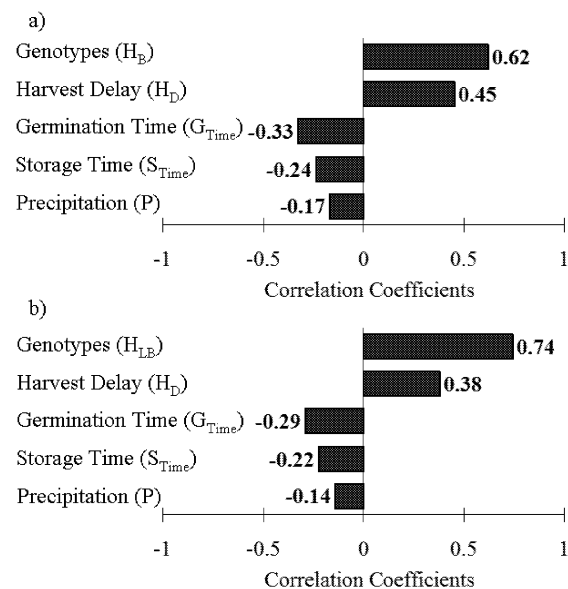 a)
Genotypes (H_B) 0.62
Harvest Delay (H_D) 0.45
Germination Time (G_Time) -0.33
Storage Time (S_Time) -0.24
Precipitation (P) -0.17
-1 -0.5 0 0.5 1
Correlation Coefficients
b)
Genotypes (H_LB) 0.74
Harvest Delay (H_D) 0.38
Germination Time (G_Time) -0.29
Storage Time (S_Time) -0.22
Precipitation (P) -0.14
-1 -0.5 0 0.5 1
Correlation Coefficients